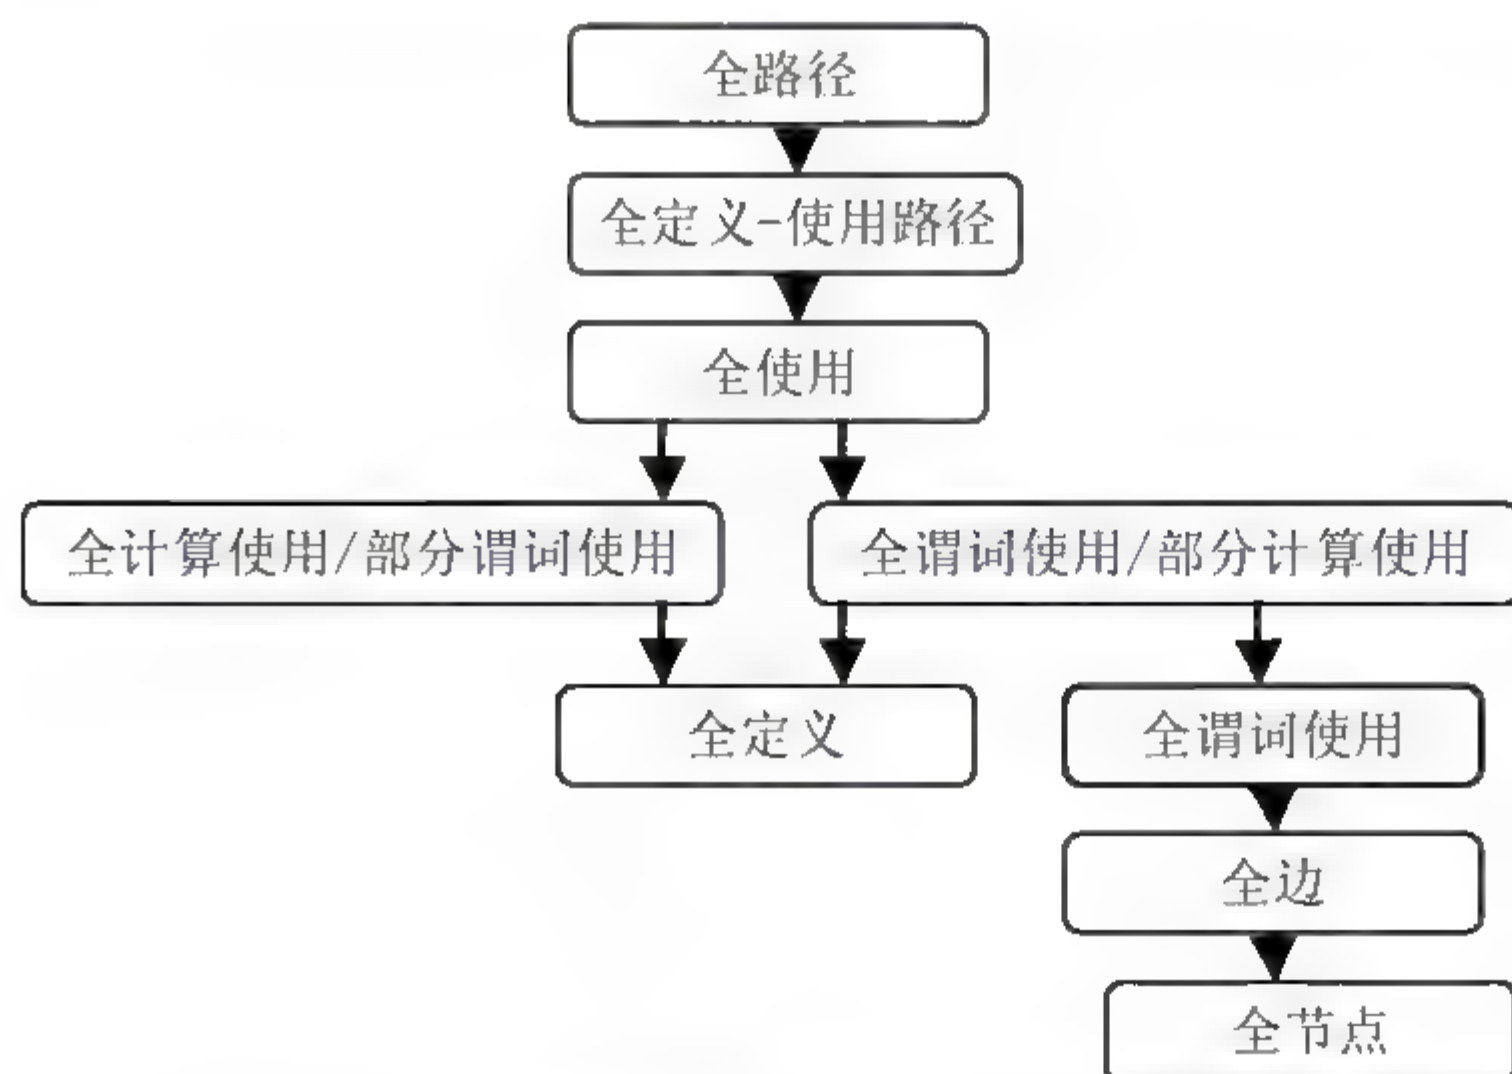 全路径
全定义-使用路径
全使用
全计算使用/部分谓词使用
全谓词使用/部分计算使用
全定义
全谓词使用
全边
全节点